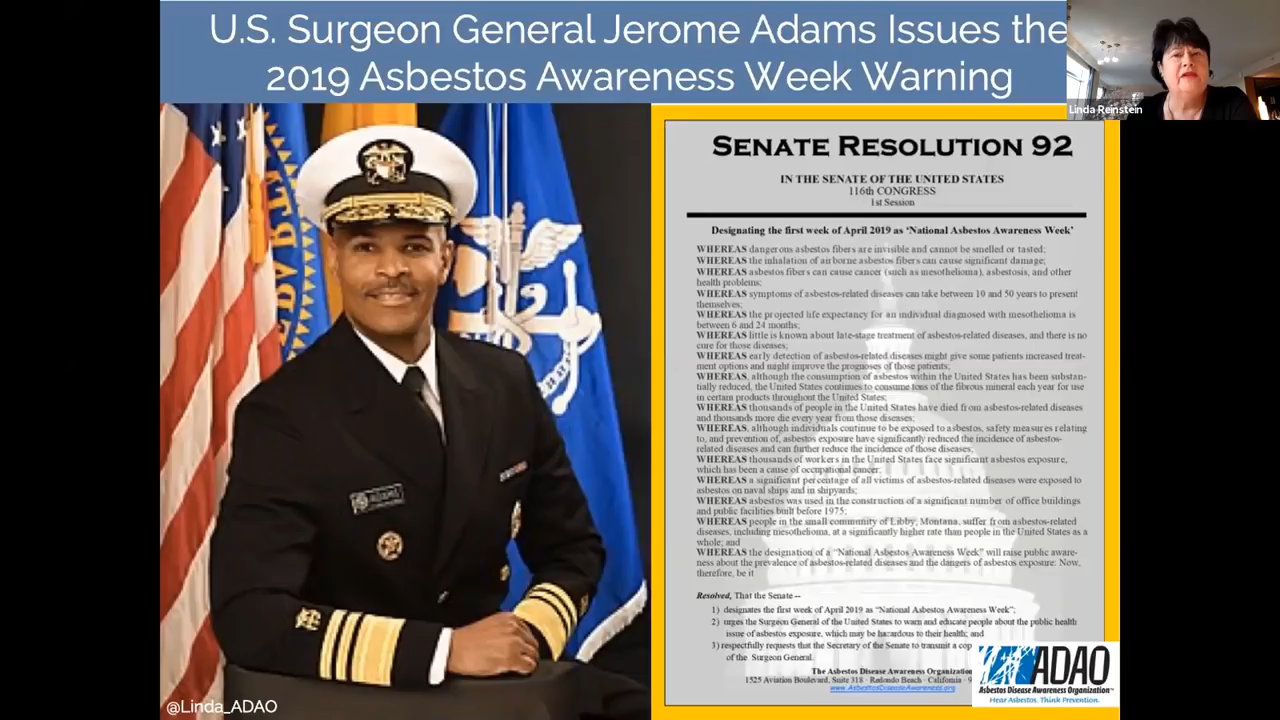 U.S. Surgeon General Jerome Adams Issues the
2019 Asbestos Awareness Week Warning
Linda Reinstein
ADAMS
@Linda_ADAO
SENATE RESOLUTION 92
IN THE SENATE OF THE UNITED STATES
116th CONGRESS
1st Session
Designating the first week of April 2019 as ‘National Asbestos Awareness Week’
WHEREAS dangerous asbestos fibers are invisible and cannot be smelled or tasted;
WHEREAS the inhalation of airborne asbestos fibers can cause significant damage;
WHEREAS asbestos fibers can cause cancer (such as mesothelioma), asbestosis, and other
health problems;
WHEREAS symptoms of asbestos-related diseases can take between 10 and 50 years to present
themselves;
WHEREAS the projected life expectancy for an individual diagnosed with mesothelioma is
between 6 and 24 months;
WHEREAS little is known about late-stage treatment of asbestos-related diseases, and there is no
cure for those diseases;
WHEREAS early detection of asbestos-related diseases might give some patients increased treat-
ment options and might improve the prognoses of those patients;
WHEREAS, although the consumption of asbestos within the United States has been substan-
tially reduced, the United States continues to consume tons of the fibrous mineral each year for use
in certain products throughout the United States;
WHEREAS thousands of people in the United States have died from asbestos-related diseases
and thousands more die every year from those diseases;
WHEREAS, although individuals continue to be exposed to asbestos, safety measures relating
to, and prevention of, asbestos exposure have significantly reduced the incidence of asbestos-
related diseases and can further reduce the incidence of those diseases;
WHEREAS thousands of workers in the United States face significant asbestos exposure,
which has been a cause of occupational cancer;
WHEREAS a significant percentage of all victims of asbestos-related diseases were exposed to
asbestos on naval ships and in shipyards;
WHEREAS asbestos was used in the construction of a significant number of office buildings
and public facilities built before 1975;
WHEREAS people in the small community of Libby, Montana, suffer from asbestos-related
diseases, including mesothelioma, at a significantly higher rate than people in the United States as a
whole; and
WHEREAS the designation of a “National Asbestos Awareness Week” will raise public aware-
ness about the prevalence of asbestos-related diseases and the dangers of asbestos exposure: Now,
therefore, be it
Resolved, That the Senate --
1) designates the first week of April 2019 as “National Asbestos Awareness Week”;
2) urges the Surgeon General of the United States to warn and educate people about the public health
issue of asbestos exposure, which may be hazardous to their health; and
3) respectfully requests that the Secretary of the Senate to transmit a cop
of the Surgeon General.
The Asbestos Disease Awareness Organizatio
1525 Aviation Boulevard, Suite 318 · Redondo Beach · California · 9
www.AsbestosDiseaseAwareness.org
ADAO
Asbestos Disease Awareness Organization™
Hear Asbestos. Think Prevention.